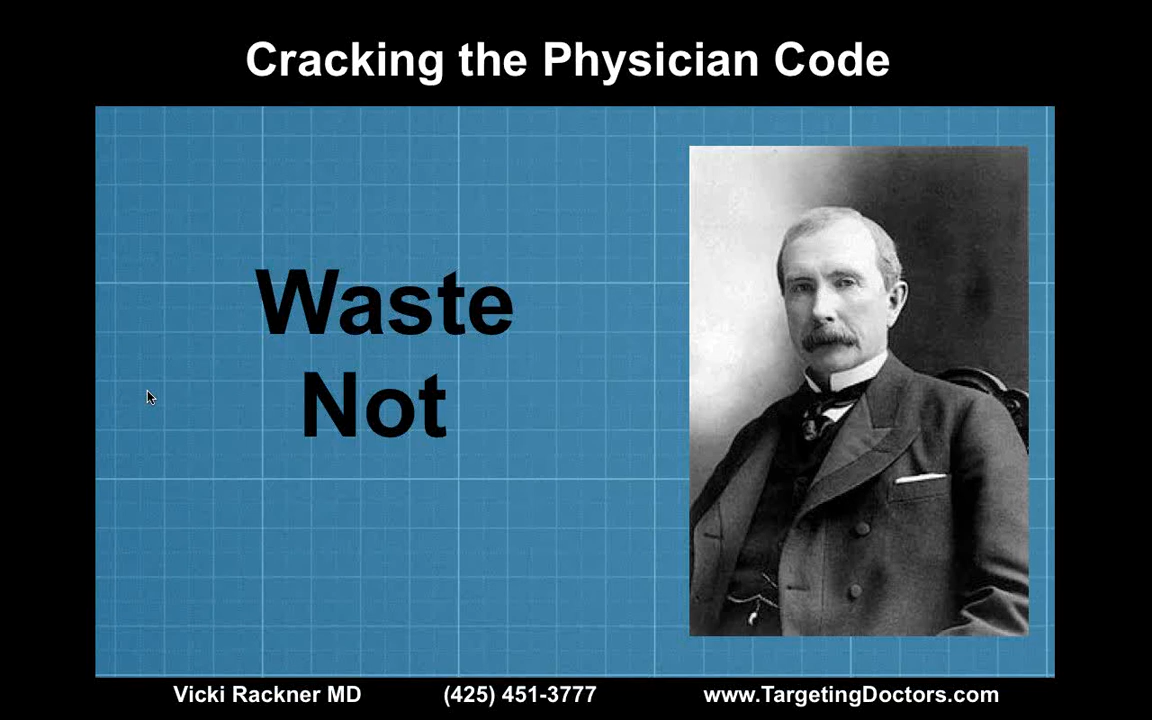 Cracking the Physician Code
Waste
Not
Vicki Rackner MD (425) 451-3777 www.TargetingDoctors.com